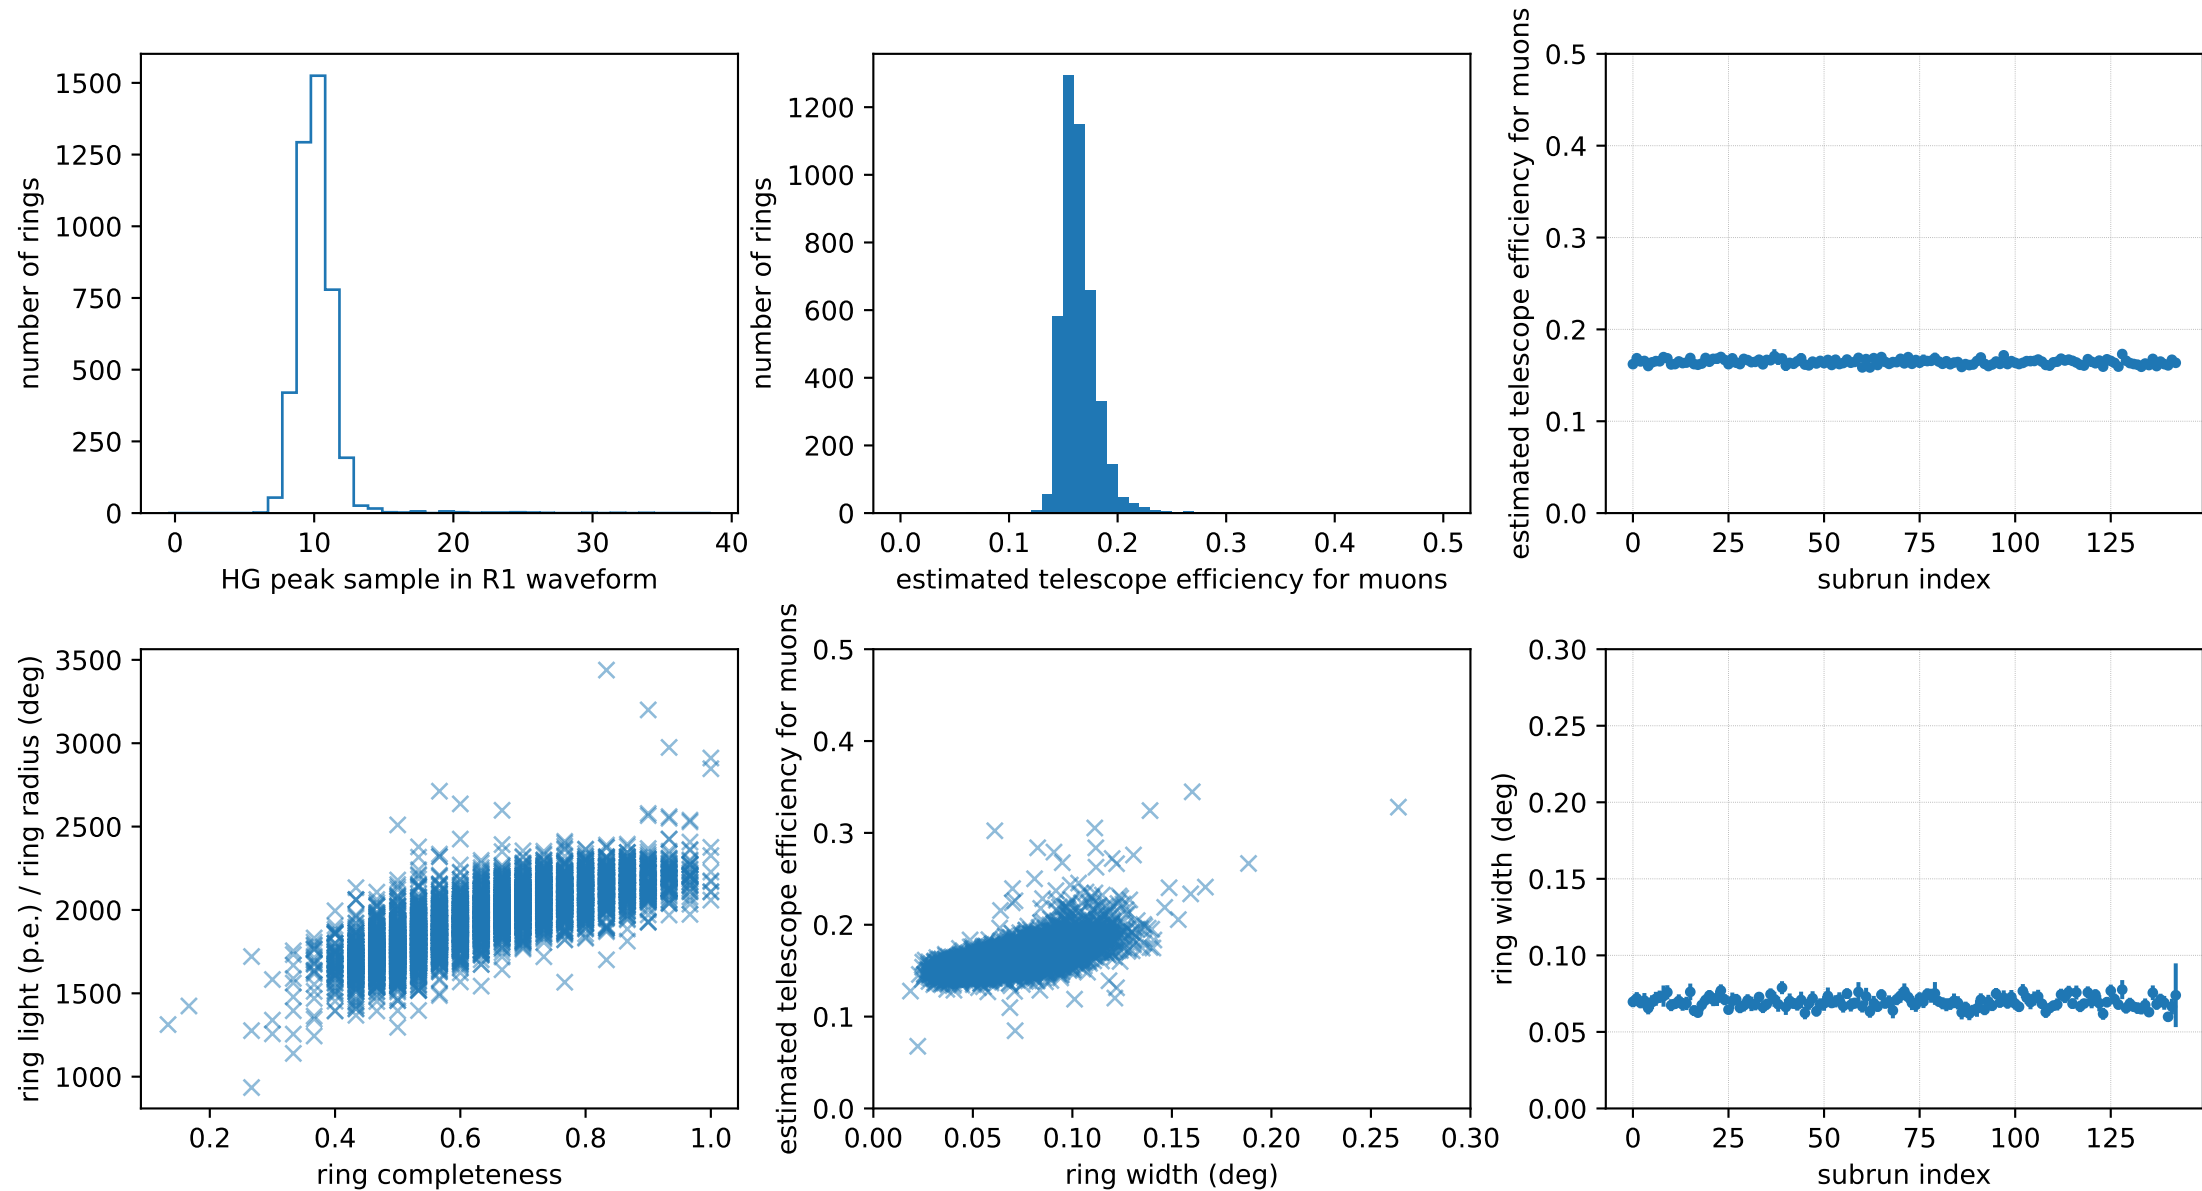 number of rings
1500
1250
1000
750
500
250
0
0 10 20 30 40
HG peak sample in R1 waveform
number of rings
1200
1000
800
600
400
200
0
0.0 0.1 0.2 0.3 0.4 0.5
estimated telescope efficiency for muons
estimated telescope efficiency for muons
0.5
0.4
0.3
0.2
0.1
0.0
0 25 50 75 100 125
subrun index
ring light (p.e.) / ring radius (deg)
3500
3000
2500
2000
1500
1000
0.2 0.4 0.6 0.8 1.0
ring completeness
estimated telescope efficiency for muons
0.5
0.4
0.3
0.2
0.1
0.0
0.00 0.05 0.10 0.15 0.20 0.25 0.30
ring width (deg)
ring width (deg)
0.30
0.25
0.20
0.15
0.10
0.05
0.00
0 25 50 75 100 125
subrun index